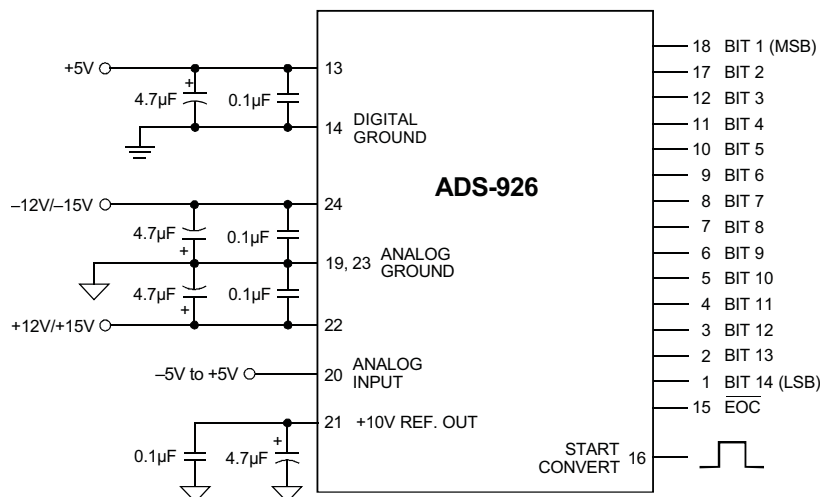 +5V
+
4.7µF
0.1µF
13
14 DIGITAL
GROUND
–12V/–15V
24
4.7µF
0.1µF
+
19, 23 ANALOG
GROUND
4.7µF
0.1µF
+
+12V/+15V
22
–5V to +5V
20 ANALOG
INPUT
21 +10V REF. OUT
+
0.1µF
4.7µF
ADS-926
18 BIT 1 (MSB)
17 BIT 2
12 BIT 3
11 BIT 4
10 BIT 5
9 BIT 6
8 BIT 7
7 BIT 8
6 BIT 9
5 BIT 10
4 BIT 11
3 BIT 12
2 BIT 13
1 BIT 14 (LSB)
15 E̅O̅C̅
START
CONVERT 16